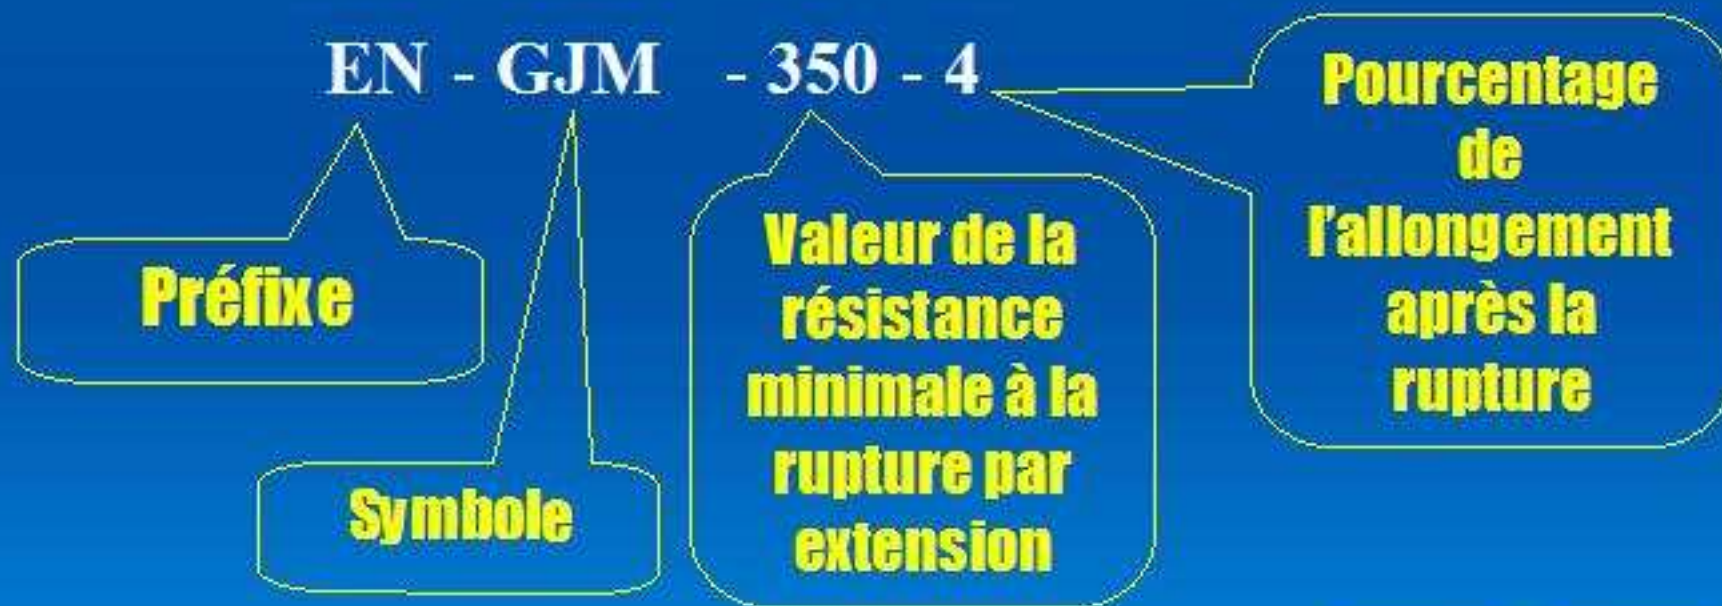 EN - GJM - 350 - 4
Préfixe
Symbole
Valeur de la
résistance
minimale à la
rupture par
extension
Pourcentage
de
l'allongement
après la
rupture